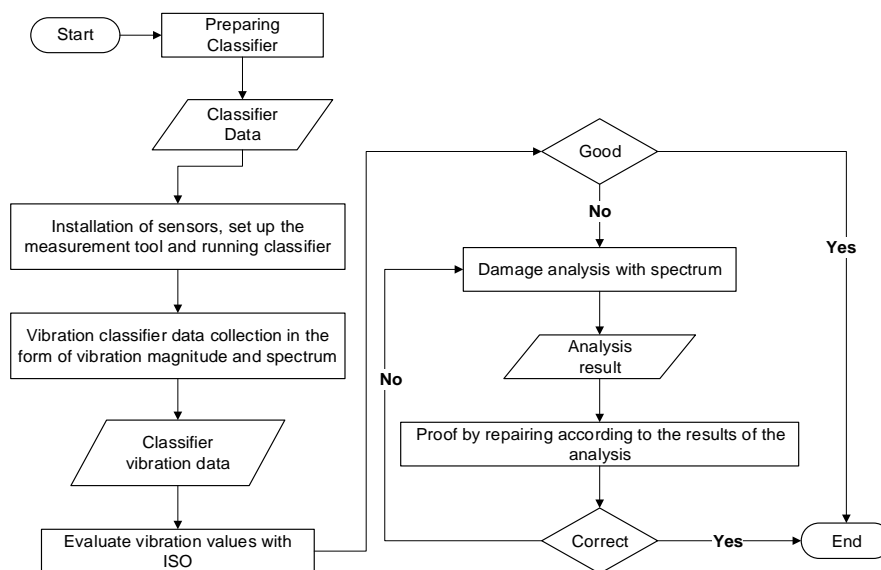 Start
Preparing
Classifier
Classifier
Data
Installation of sensors, set up the
measurement tool and running classifier
Vibration classifier data collection in the
form of vibration magnitude and spectrum
Classifier
vibration data
Evaluate vibration values with
ISO
Good
No
Yes
Damage analysis with spectrum
Analysis
result
No
Proof by repairing according to the results of the
analysis
Correct
Yes
End